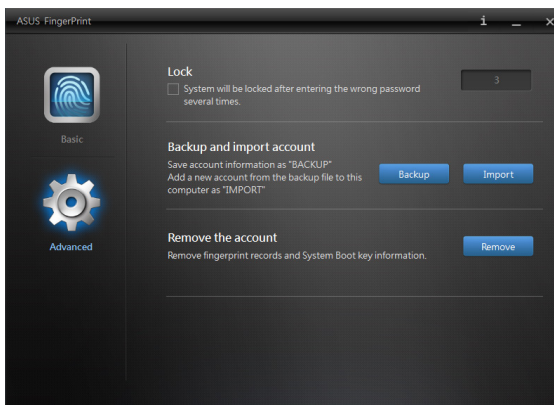 ASUS FingerPrint
i
Basic
Advanced
Lock
System will be locked after entering the wrong password
several times.
3
Backup and import account
Save account information as "BACKUP"
Add a new account from the backup file to this
computer as "IMPORT"
Backup
Import
Remove the account
Remove fingerprint records and System Boot key information.
Remove